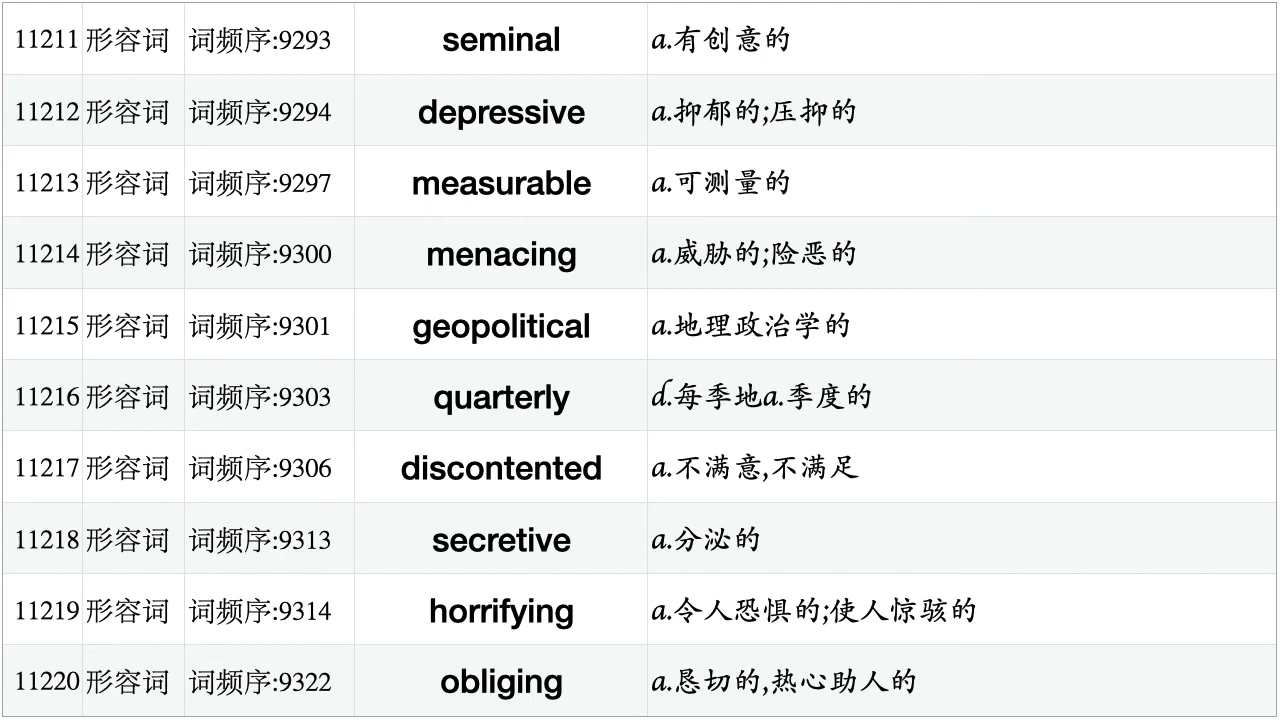 11211 形容词 词频序:9293 seminal a.有创意的
11212 形容词 词频序:9294 depressive a.抑郁的;压抑的
11213 形容词 词频序:9297 measurable a.可测量的
11214 形容词 词频序:9300 menacing a.威胁的;险恶的
11215 形容词 词频序:9301 geopolitical a.地理政治学的
11216 形容词 词频序:9303 quarterly d.每季地a.季度的
11217 形容词 词频序:9306 discontented a.不满意,不满足
11218 形容词 词频序:9313 secretive a.分泌的
11219 形容词 词频序:9314 horrifying a.令人恐惧的;使人惊骇的
11220 形容词 词频序:9322 obliging a.恳切的,热心助人的